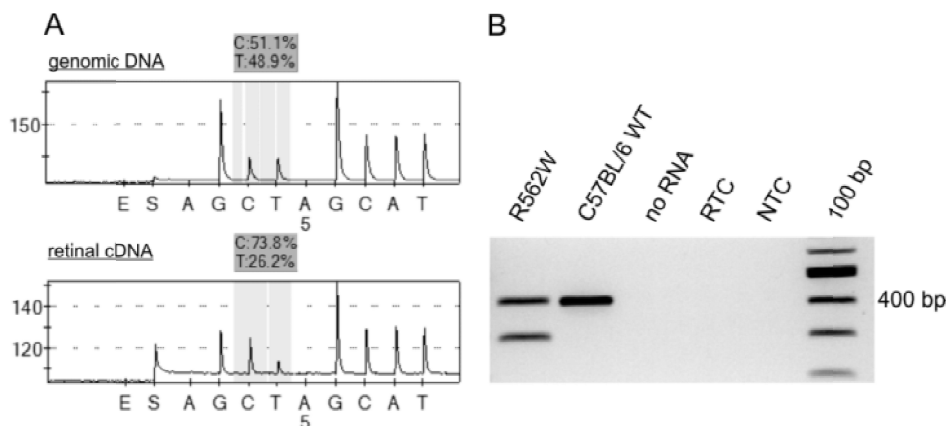 A
genomic DNA
C:51.1%
T:48.9%
150
E S A G C T A G C A T
5
retinal cDNA
C:73.8%
T:26.2%
140
120
E S A G C T A G C A T
5
B
R562W
C57BL/6 WT
no RNA
RTC
NTC
100 bp
400 bp